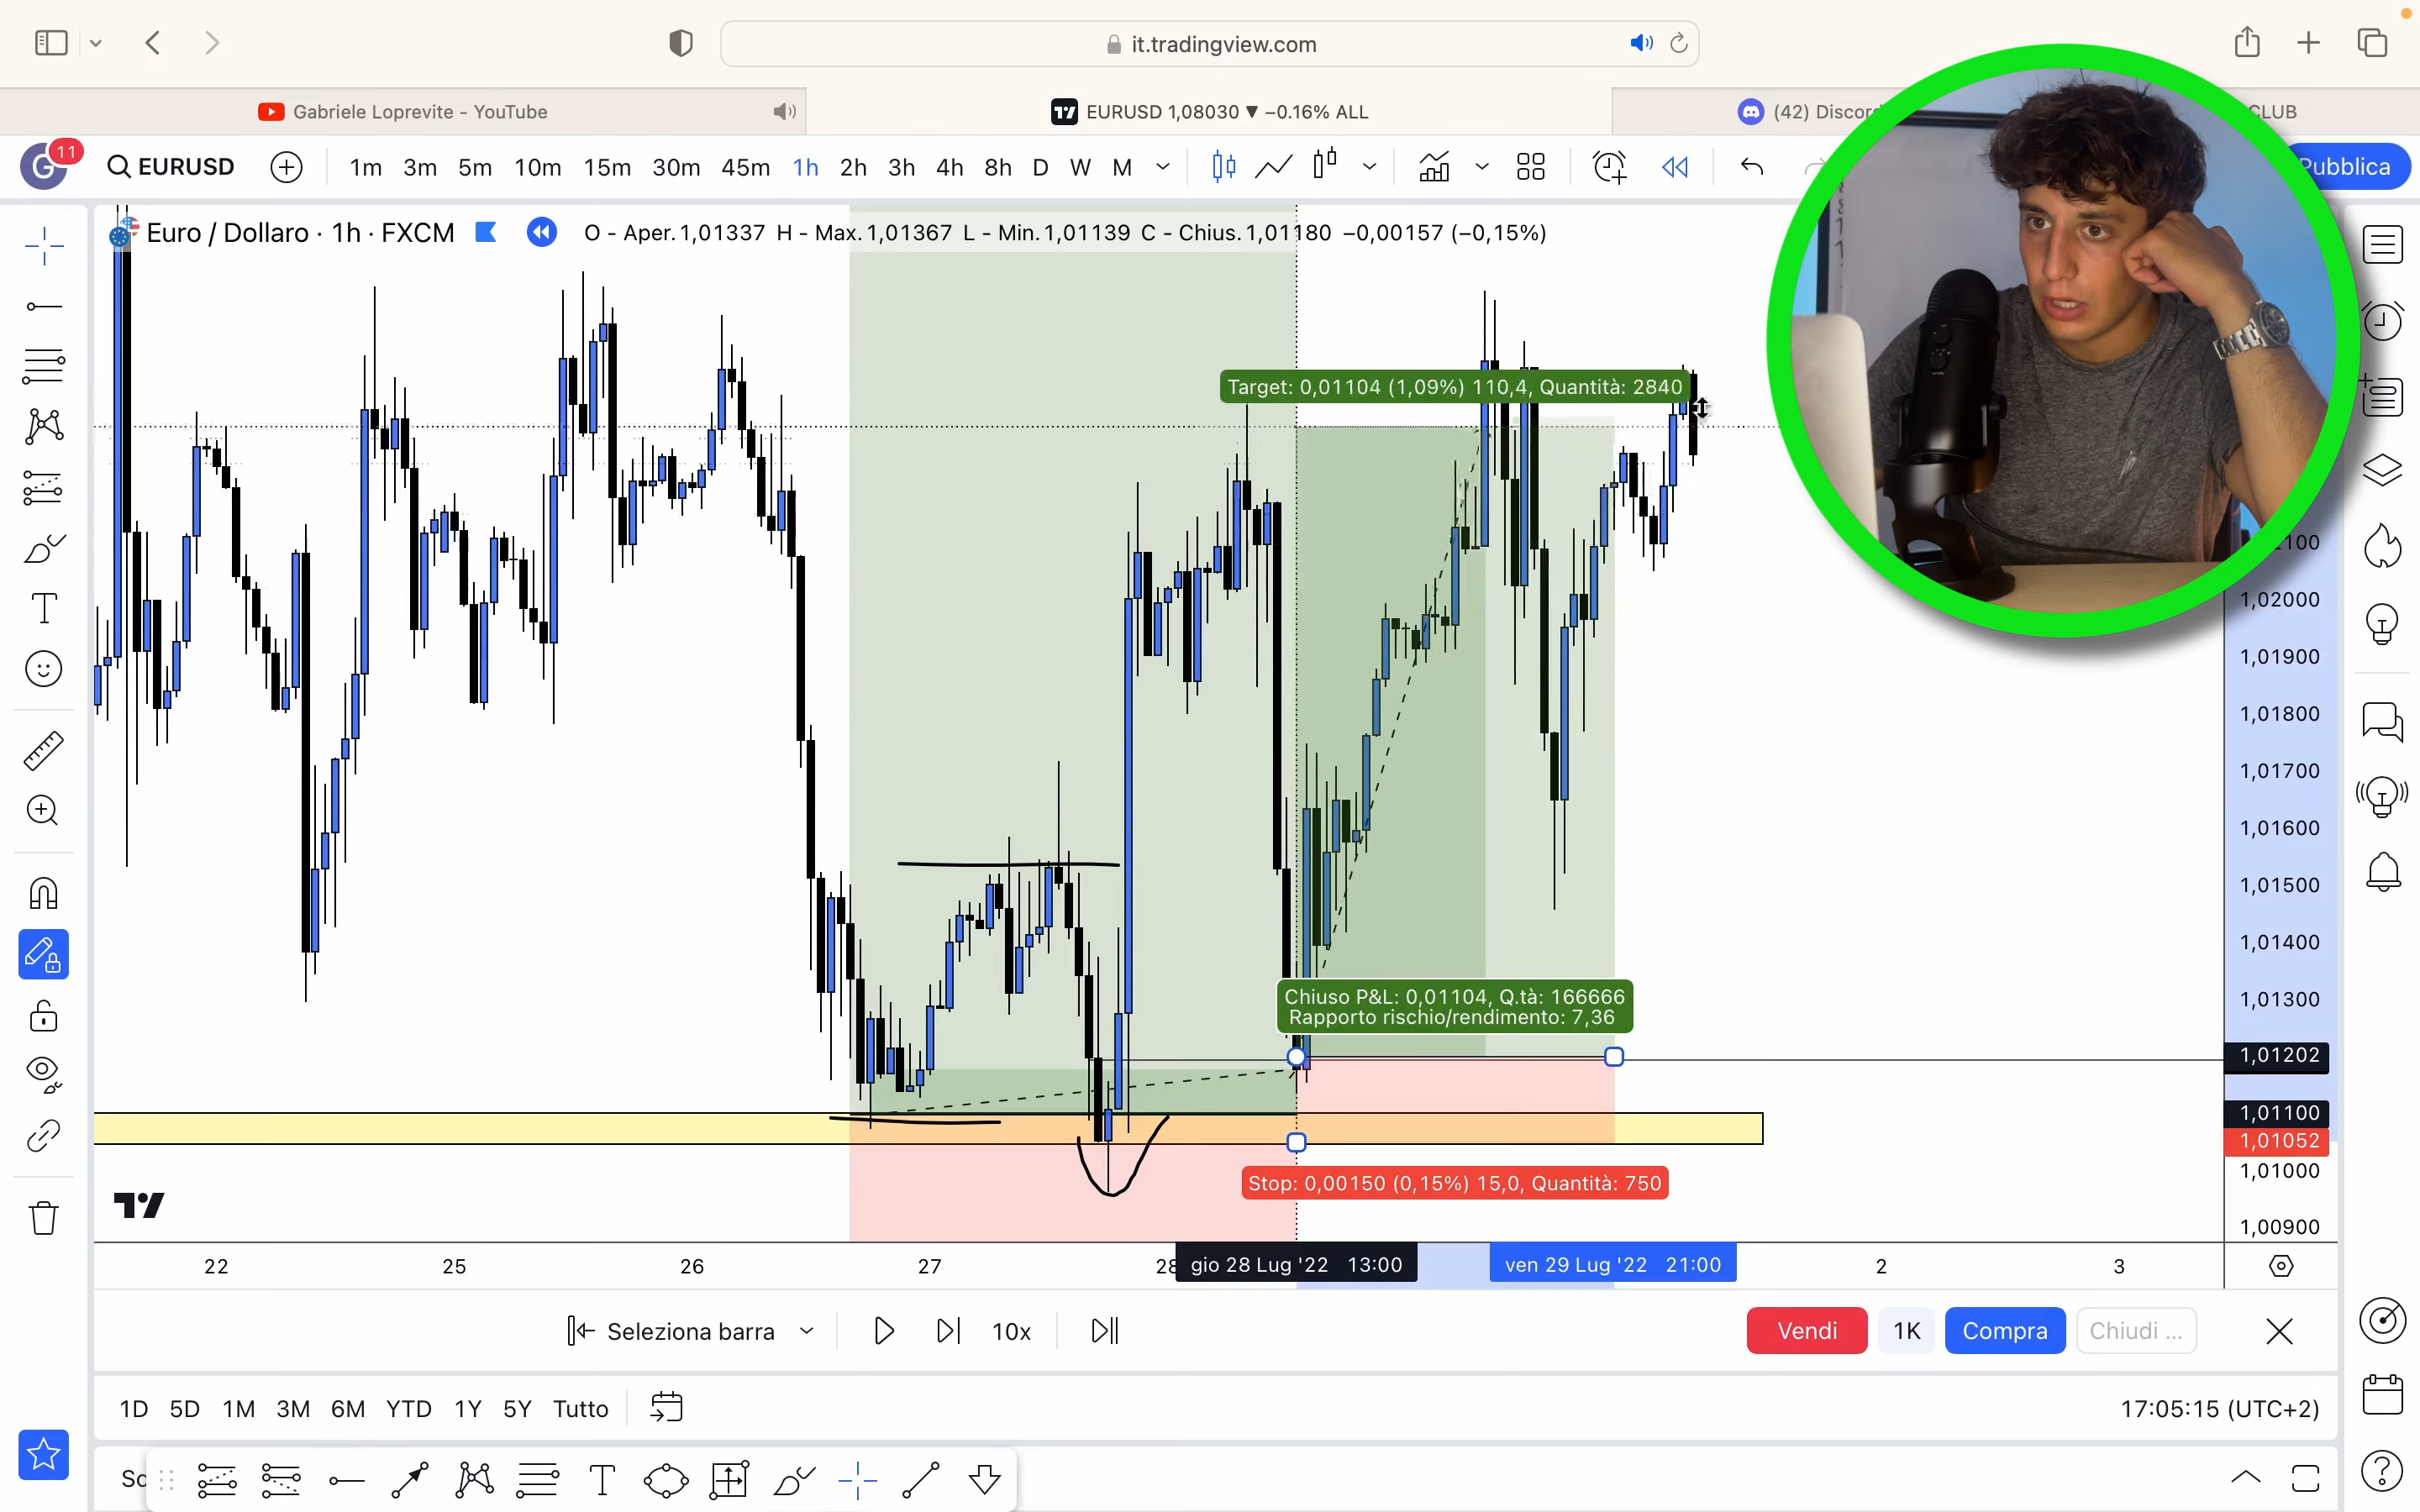 it.tradingview.com
Gabriele Loprevite - YouTube
EURUSD 1,08030 ▼ −0.16% ALL
(42) Discor
CLUB
G
11
EURUSD
1m 3m 5m 10m 15m 30m 45m 1h 2h 3h 4h 8h D W M
Pubblica
Euro / Dollaro · 1h · FXCM
O - Aper.1,01337 H - Max.1,01367 L - Min.1,01139 C - Chius.1,01180 −0,00157 (−0,15%)
Target: 0,01104 (1,09%) 110,4, Quantità: 2840
1,02000
1,01900
1,01800
1,01700
1,01600
1,01500
1,01400
1,01300
Chiuso P&L: 0,01104, Q.tà: 166666
Rapporto rischio/rendimento: 7,36
1,01202
1,01100
1,01052
1,01000
Stop: 0,00150 (0,15%) 15,0, Quantità: 750
1,00900
22 25 26 27 28 gio 28 Lug '22 13:00 ven 29 Lug '22 21:00 2 3
Seleziona barra
10x
Vendi
1K
Compra
Chiudi ...
1D 5D 1M 3M 6M YTD 1Y 5Y Tutto
17:05:15 (UTC+2)